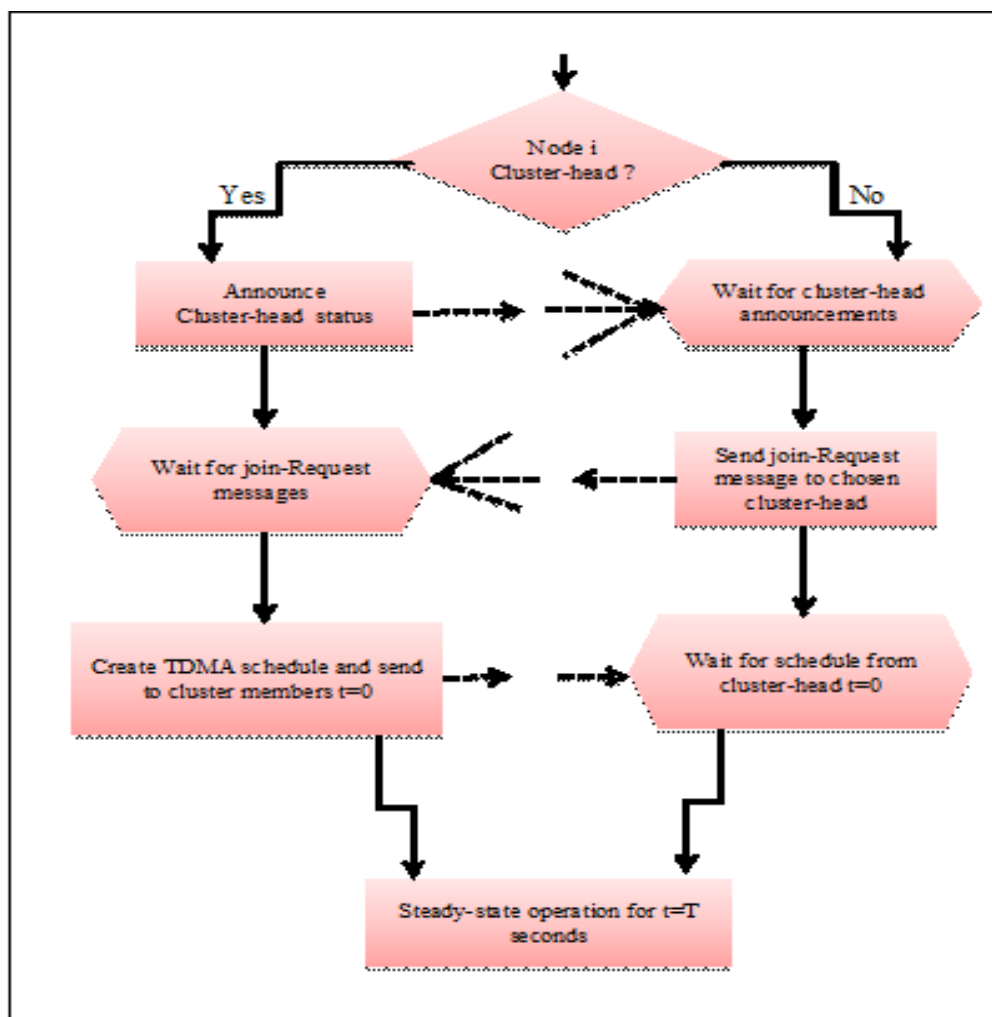 Node i
Cluster-head ?
Yes
No
Announce
Cluster-head status
Wait for cluster-head
announcements
Wait for join-Request
messages
Send join-Request
message to chosen
cluster-head
Create TDMA schedule and send
to cluster members t=0
Wait for schedule from
cluster-head t=0
Steady-state operation for t=T
seconds